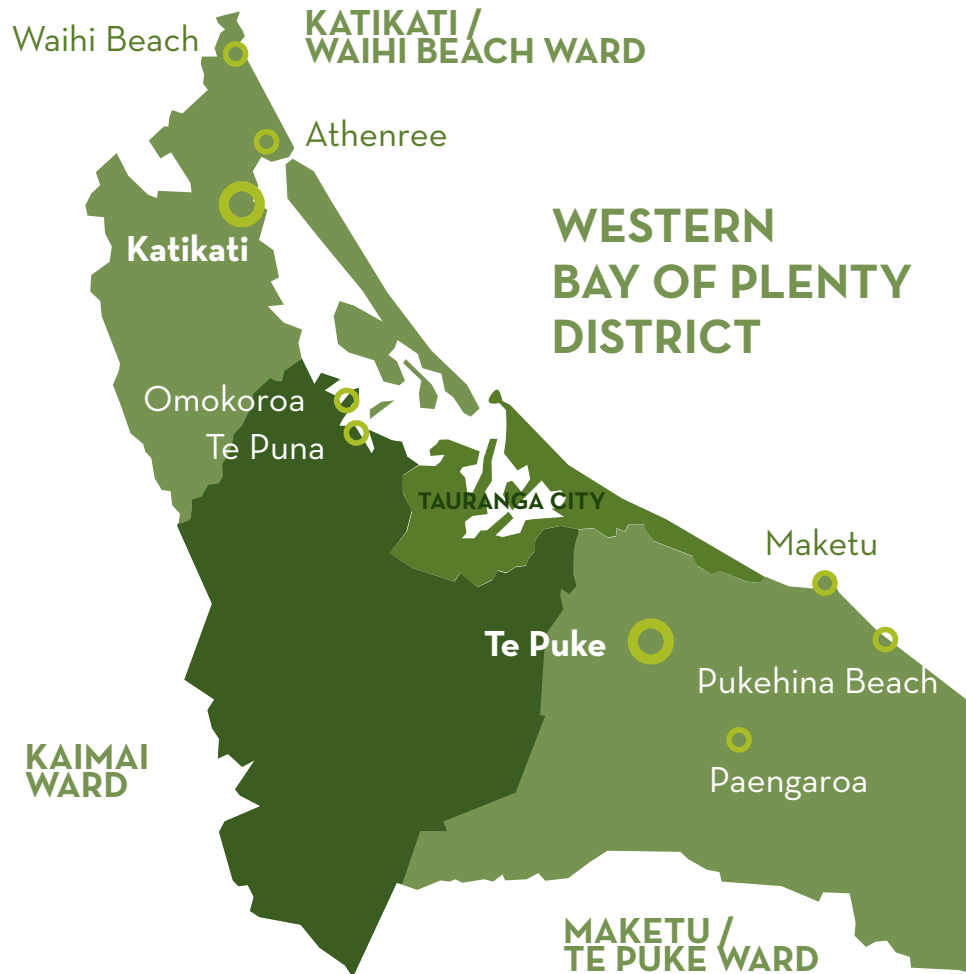 Waihi Beach
KATIKATI /
WAIHI BEACH WARD
Athenree
Katikati
WESTERN
BAY OF PLENTY
DISTRICT
Omokoroa
Te Puna
TAURANGA CITY
Maketu
Te Puke
Pukehina Beach
KAIMAI
WARD
Paengaroa
MAKETU /
TE PUKE WARD